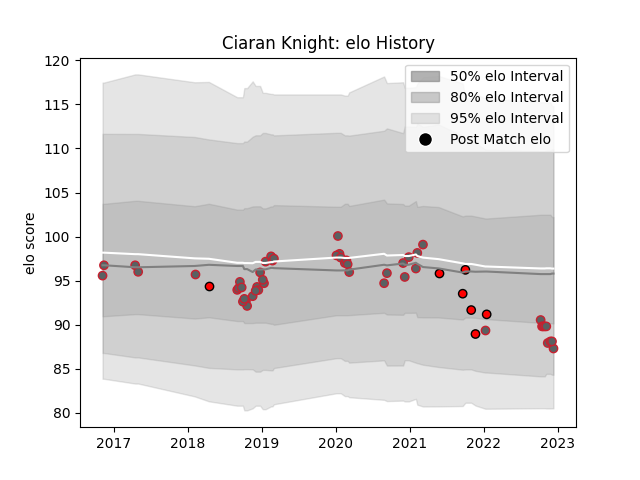 Ciaran Knight: elo History
120
115
110
105
100
95
90
85
80
elo score
50% elo Interval
80% elo Interval
95% elo Interval
Post Match elo
2017 2018 2019 2020 2021 2022 2023